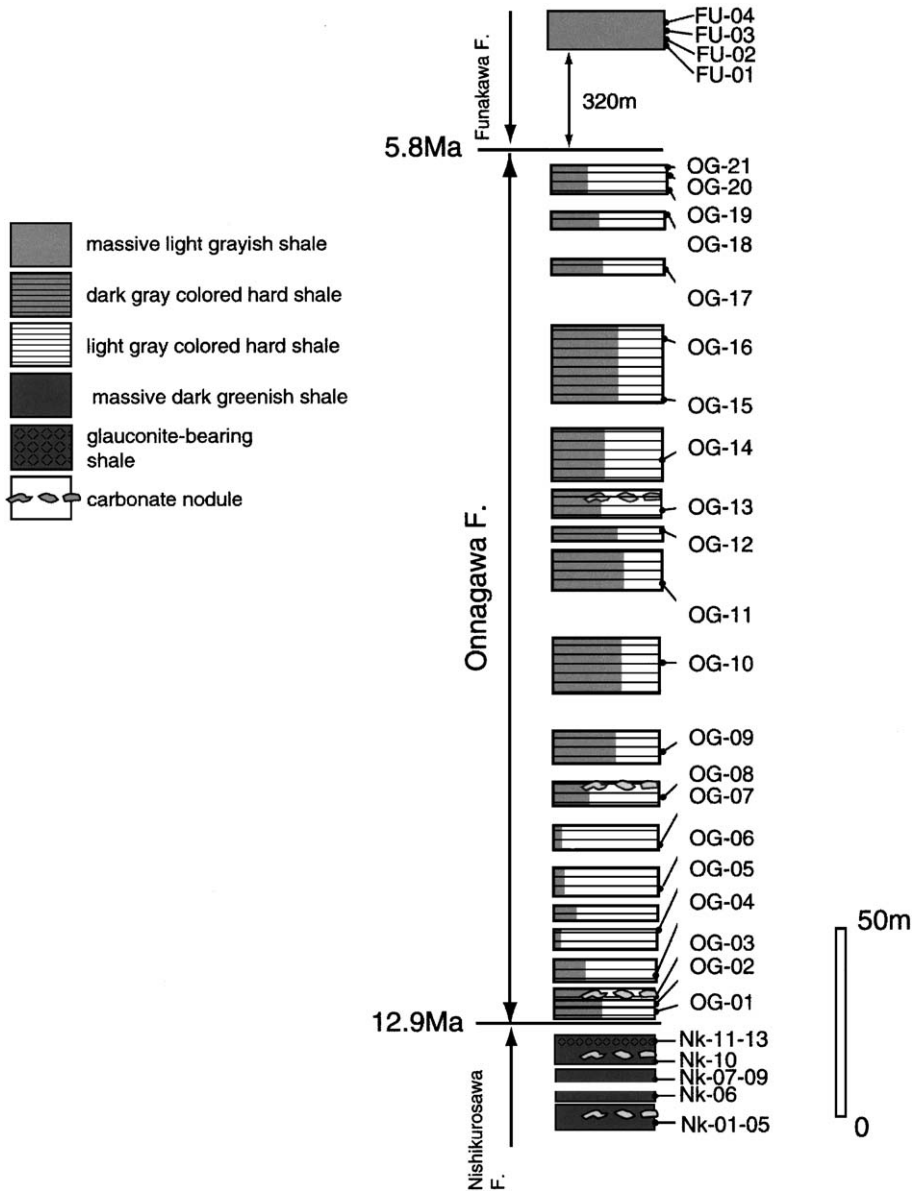 FU-04
FU-03
FU-02
FU-01
Funakawa F.
320m
5.8Ma
OG-21
OG-20
OG-19
OG-18
OG-17
OG-16
OG-15
OG-14
OG-13
OG-12
OG-11
OG-10
OG-09
OG-08
OG-07
OG-06
OG-05
OG-04
OG-03
OG-02
OG-01
Onnagawa F.
massive light grayish shale
dark gray colored hard shale
light gray colored hard shale
massive dark greenish shale
glauconite-bearing
shale
carbonate nodule
12.9Ma
Nk-11-13
Nk-10
Nk-07-09
Nk-06
Nk-01-05
Nishikurosawa
F.
50m
0